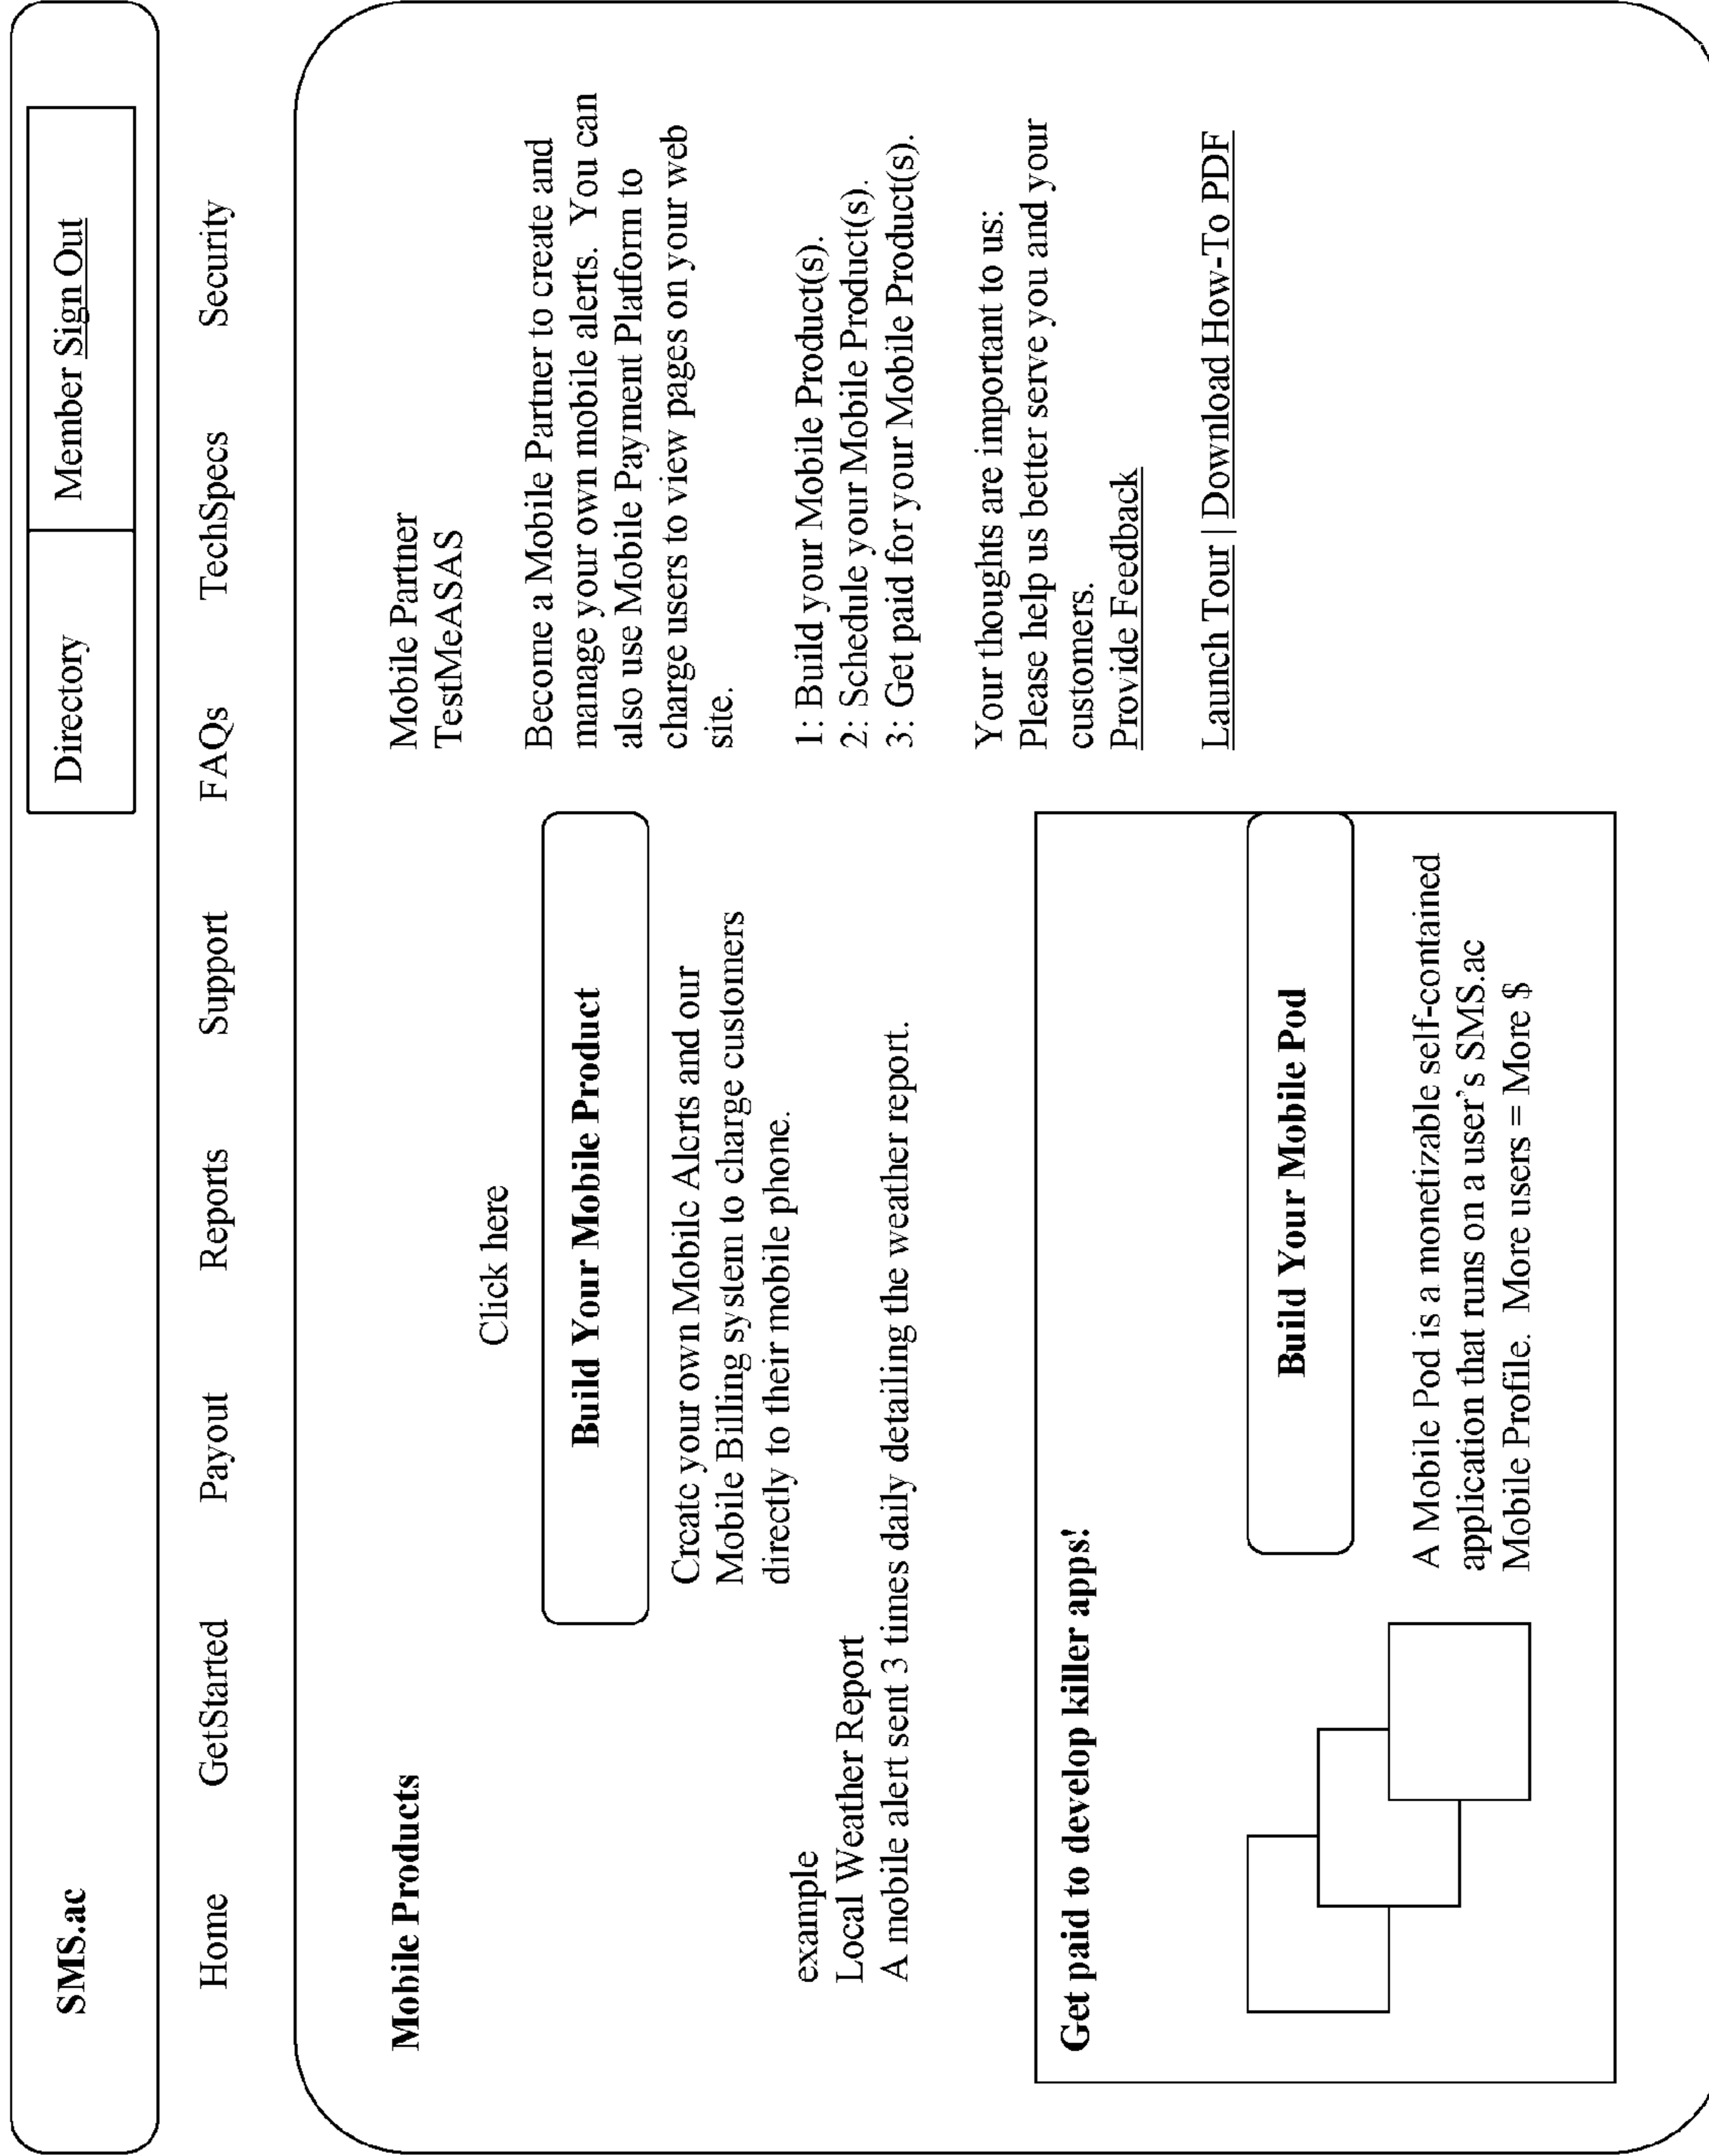 SMS.ac
Directory
Member Sign Out
Home GetStarted Payout Reports Support FAQs TechSpecs Security
Mobile Products
Click here
Build Your Mobile Product
Create your own Mobile Alerts and our
Mobile Billing system to charge customers
directly to their mobile phone.
example
Local Weather Report
A mobile alert sent 3 times daily detailing the weather report.
Get paid to develop killer apps!
Build Your Mobile Pod
A Mobile Pod is a monetizable self-contained
application that runs on a user's SMS.ac
Mobile Profile. More users = More $
Mobile Partner
TestMeASAS
Become a Mobile Partner to create and
manage your own mobile alerts. You can
also use Mobile Payment Platform to
charge users to view pages on your web
site.
1: Build your Mobile Product(s).
2: Schedule your Mobile Product(s).
3: Get paid for your Mobile Product(s).
Your thoughts are important to us:
Please help us better serve you and your
customers.
Provide Feedback
Launch Tour | Download How-To PDF